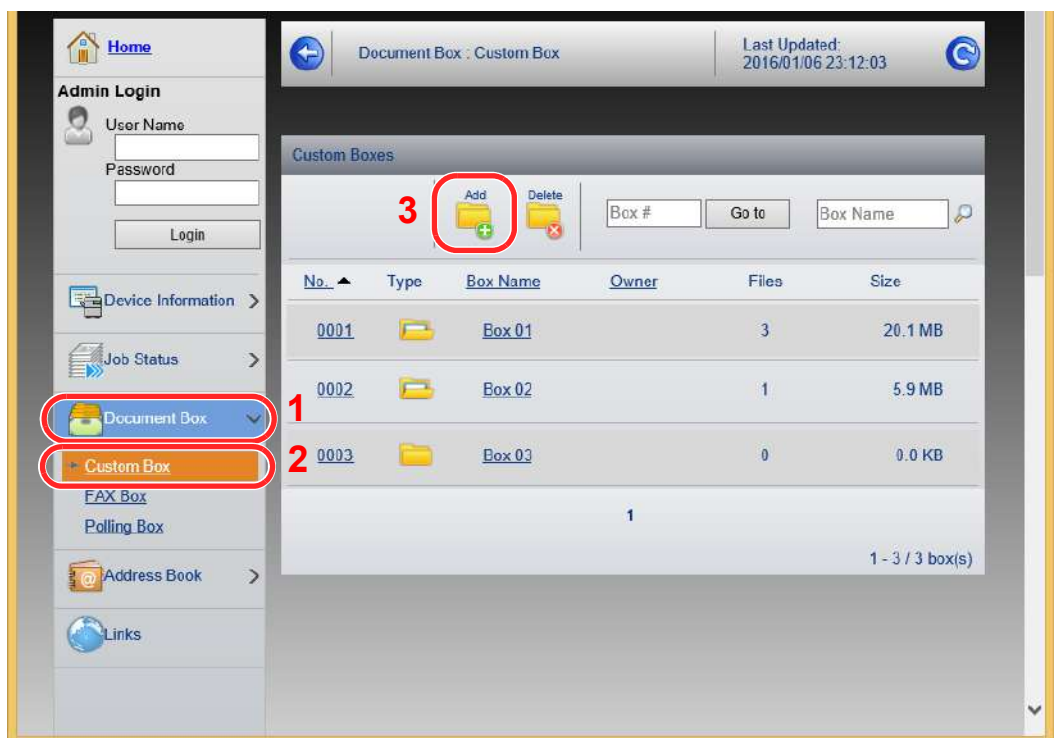 Home
Admin Login
User Name
Password
Login
Device Information
Job Status
Document Box
1
Custom Box
2
FAX Box
Polling Box
Address Book
Links
Document Box : Custom Box
Last Updated:
2016/01/06 23:12:03
Custom Boxes
3
Add
Delete
Box #
Go to
Box Name
No. ▲ Type Box Name Owner Files Size
0001 Box 01 3 20.1 MB
0002 Box 02 1 5.9 MB
0003 Box 03 0 0.0 KB
1
1 - 3 / 3 box(s)